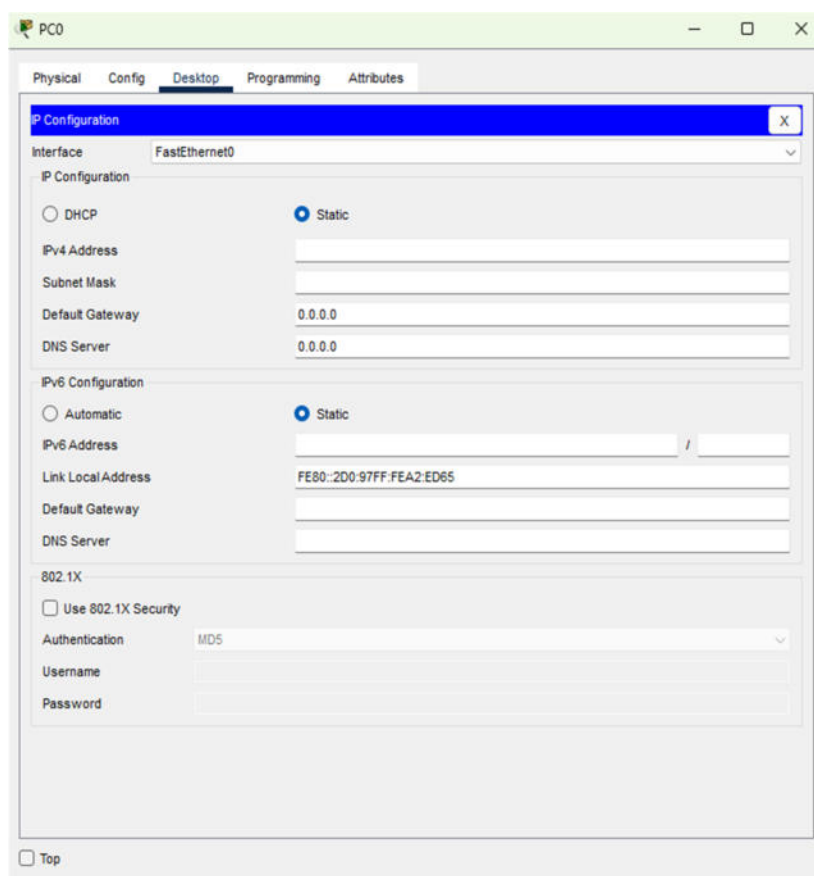 PC0
Physical Config Desktop Programming Attributes
IP Configuration X
Interface FastEthernet0
IP Configuration
DHCP Static
IPv4 Address
Subnet Mask
Default Gateway 0.0.0.0
DNS Server 0.0.0.0
IPv6 Configuration
Automatic Static
IPv6 Address /
Link Local Address FE80::2D0:97FF:FEA2:ED65
Default Gateway
DNS Server
802.1X
Use 802.1X Security
Authentication MD5
Username
Password
Top